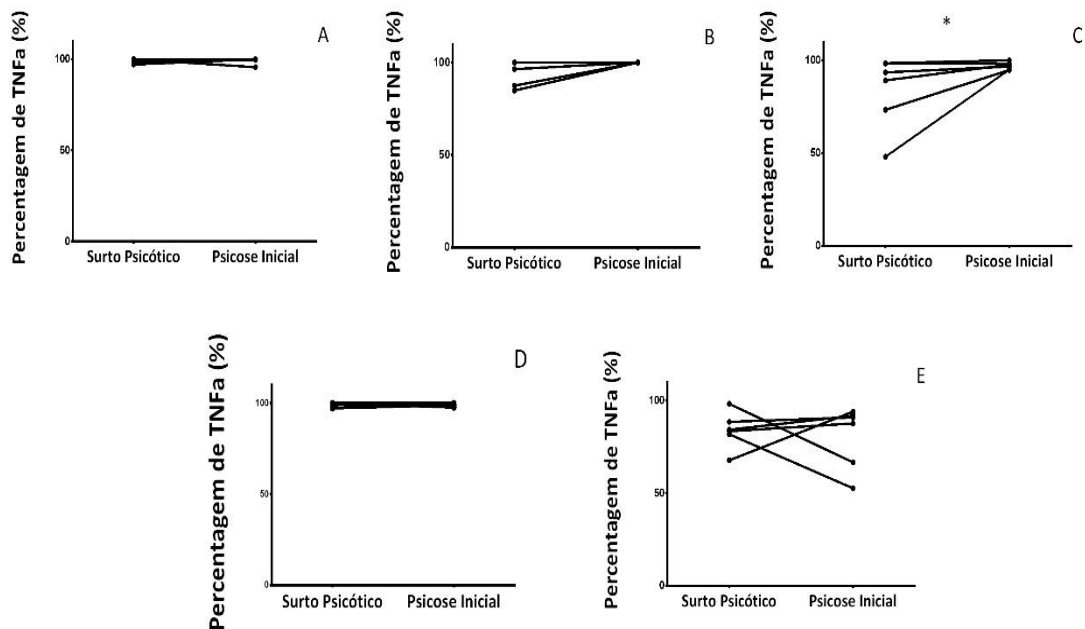 Percentagem de TNFa (%)
A
100
50
0
Surto Psicótico Psicose Inicial
Percentagem de TNFa (%)
B
100
50
0
Surto Psicótico Psicose Inicial
Percentagem de TNFa (%)
*
C
100
50
0
Surto Psicótico Psicose Inicial
Percentagem de TNFa (%)
D
100
50
0
Surto Psicótico Psicose Inicial
Percentagem de TNFa (%)
E
100
50
0
Surto Psicótico Psicose Inicial